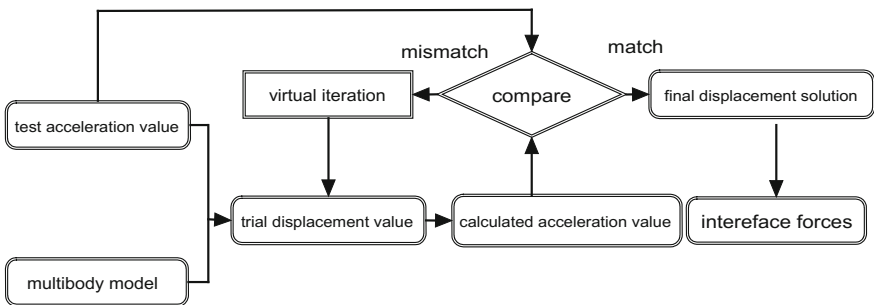 mismatch
match
virtual iteration
compare
final displacement solution
test acceleration value
trial displacement value
calculated acceleration value
intereface forces
multibody model